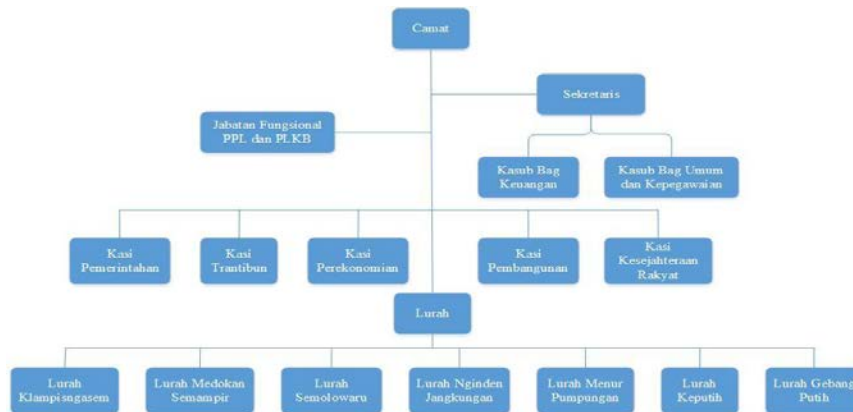 Camat
Sekretaris
Jabatan Fungsional
PPL dan PLKB
Kasub Bag
Keuangan
Kasub Bag Umum
dan Kepegawaian
Kasi
Pemerintahan
Kasi
Trantibun
Kasi
Perekonomian
Kasi
Pembangunan
Kasi
Kesejahteraan
Rakyat
Lurah
Lurah
Klampisngasem
Lurah Medokan
Semampir
Lurah
Semolowaru
Lurah Nginden
Jangkungan
Lurah Menur
Pumpungan
Lurah
Keputih
Lurah Gebang
Putih